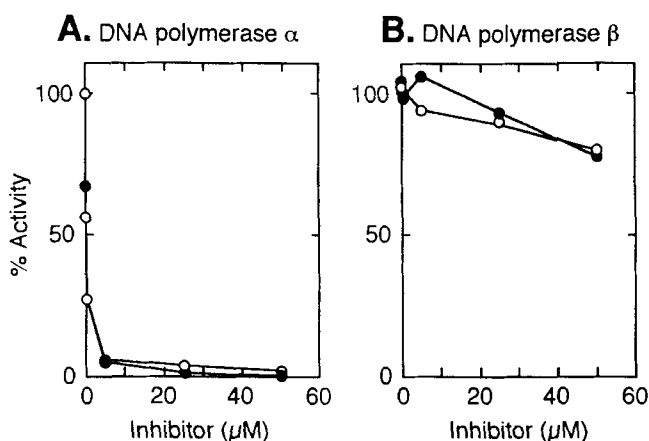 A. DNA polymerase α
B. DNA polymerase β
% Activity
100
50
0
0 20 40 60
Inhibitor (μM)
100
50
0
0 20 40 60
Inhibitor (μM)